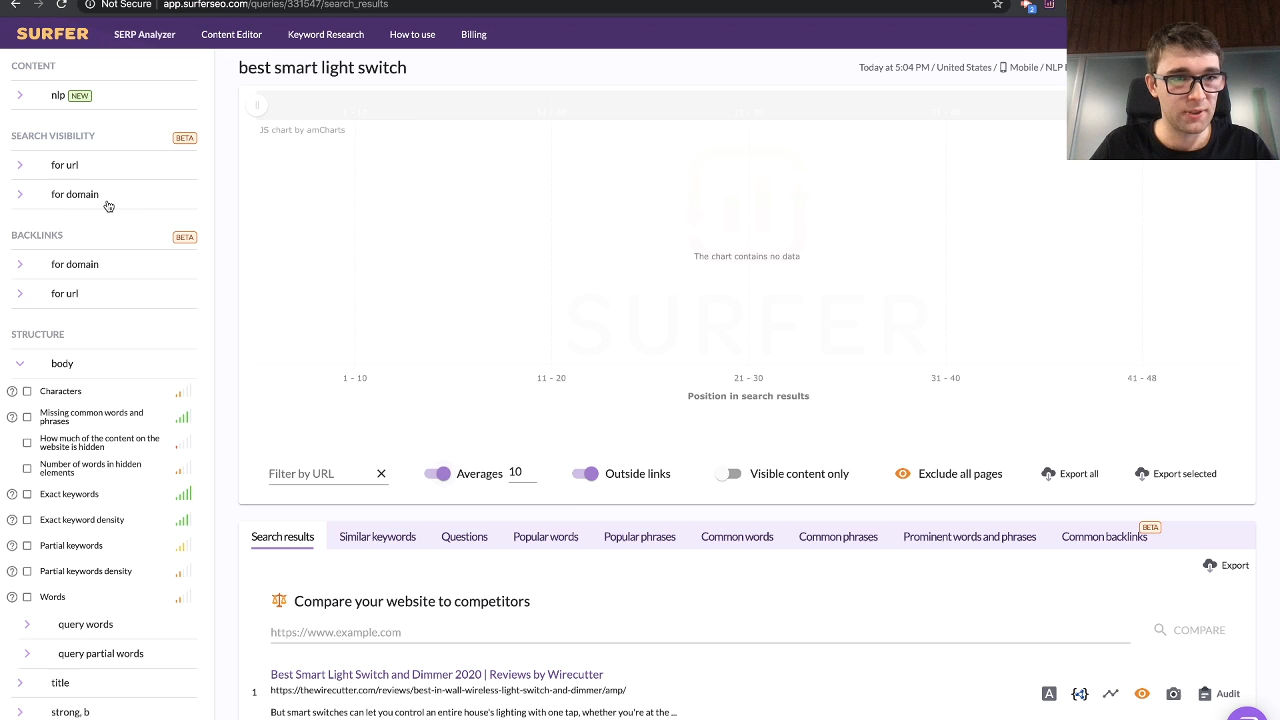 Not Secure | app.surferseo.com/queries/331547/search_results
2
SURFER
SERP Analyzer
Content Editor
Keyword Research
How to use
Billing
CONTENT
nlp NEW
SEARCH VISIBILITY BETA
for url
for domain
BACKLINKS BETA
for domain
for url
STRUCTURE
body
Characters
Missing common words and
phrases
How much of the content on the
website is hidden
Number of words in hidden
elements
Exact keywords
Exact keyword density
Partial keywords
Partial keywords density
Words
query words
query partial words
title
strong, b
best smart light switch
Today at 5:04 PM / United States / Mobile / NLP
JS chart by amCharts
The chart contains no data
SURFER
1 - 10
11 - 20
21 - 30
31 - 40
41 - 48
Position in search results
Filter by URL
Averages 10
Outside links
Visible content only
Exclude all pages
Export all
Export selected
Search results
Similar keywords
Questions
Popular words
Popular phrases
Common words
Common phrases
Prominent words and phrases
Common backlinks BETA
Export
Compare your website to competitors
https://www.example.com
COMPARE
Best Smart Light Switch and Dimmer 2020 | Reviews by Wirecutter
1 https://thewirecutter.com/reviews/best-in-wall-wireless-light-switch-and-dimmer/amp/
A Audit
But smart switches can let you control an entire house's lighting with one tap, whether you're at the ...